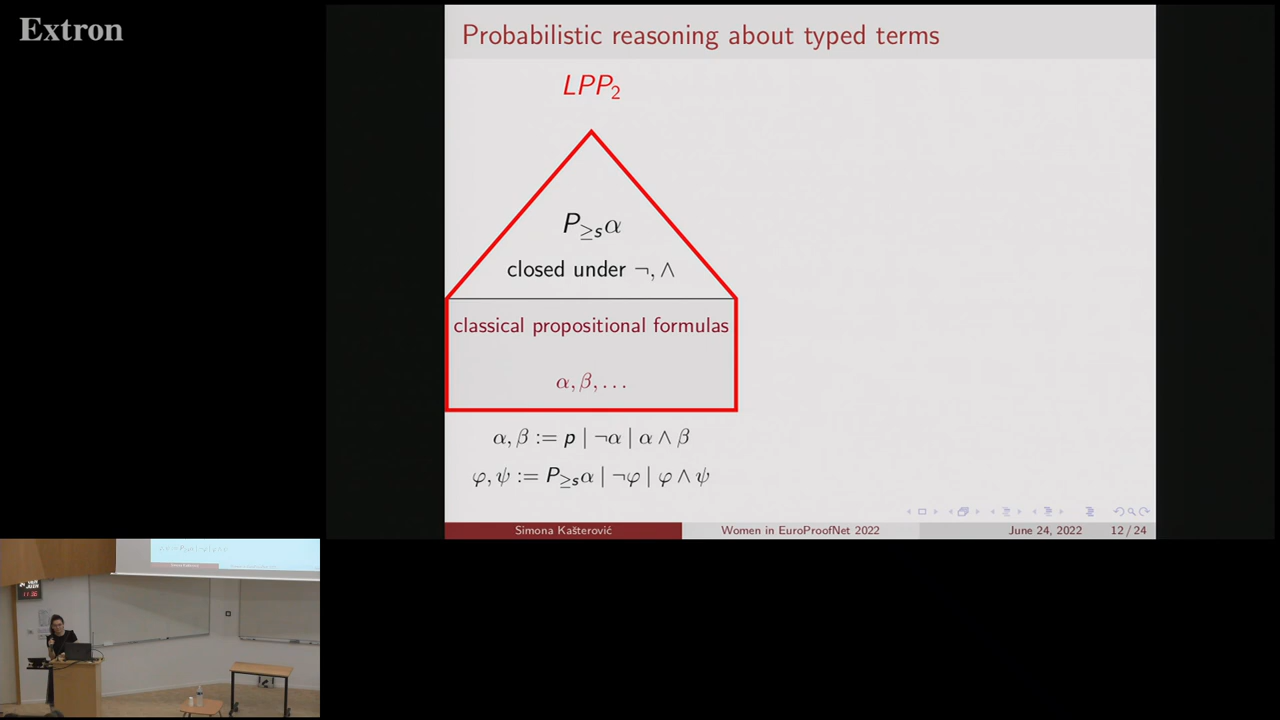 Extron
Probabilistic reasoning about typed terms
LPP₂
P≥sα
closed under ¬, ∧
classical propositional formulas
α, β, . . .
α, β := p | ¬α | α ∧ β
φ, ψ := P≥sα | ¬φ | φ ∧ ψ
Simona Kašterović Women in EuroProofNet 2022 June 24, 2022 12 / 24